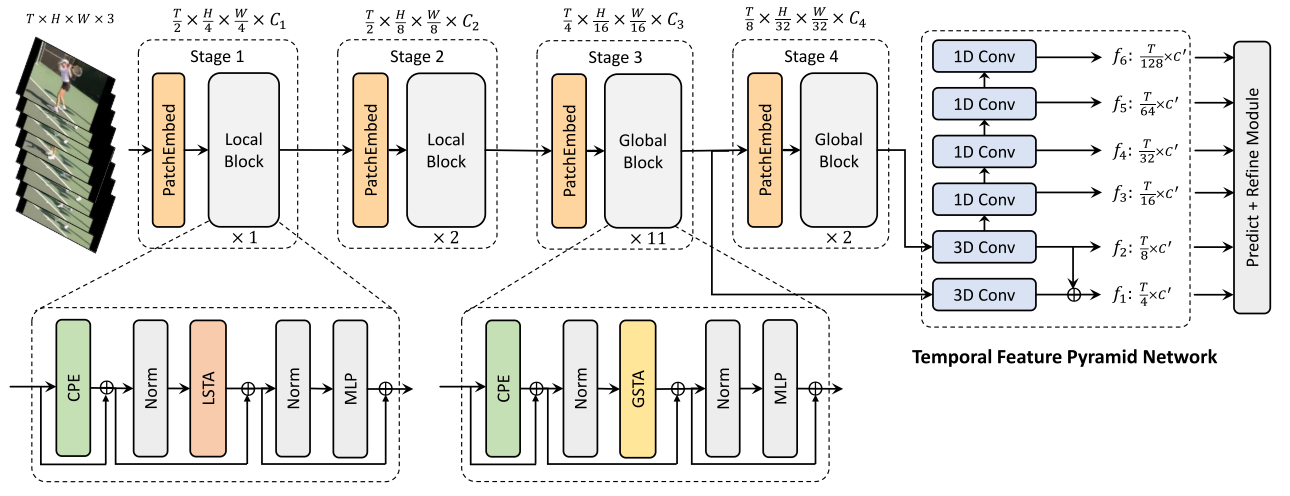 T × H × W × 3
T/2 × H/4 × W/4 × C₁
T/2 × H/8 × W/8 × C₂
T/4 × H/16 × W/16 × C₃
T/8 × H/32 × W/32 × C₄
Stage 1
PatchEmbed
Local
Block
× 1
Stage 2
PatchEmbed
Local
Block
× 2
Stage 3
PatchEmbed
Global
Block
× 11
Stage 4
PatchEmbed
Global
Block
× 2
1D Conv
f₆: T/128 × C′
1D Conv
f₅: T/64 × C′
1D Conv
f₄: T/32 × C′
1D Conv
f₃: T/16 × C′
3D Conv
f₂: T/8 × C′
3D Conv
f₁: T/4 × C′
Predict + Refine Module
Temporal Feature Pyramid Network
CPE
Norm
LSTA
Norm
MLP
CPE
Norm
GSTA
Norm
MLP